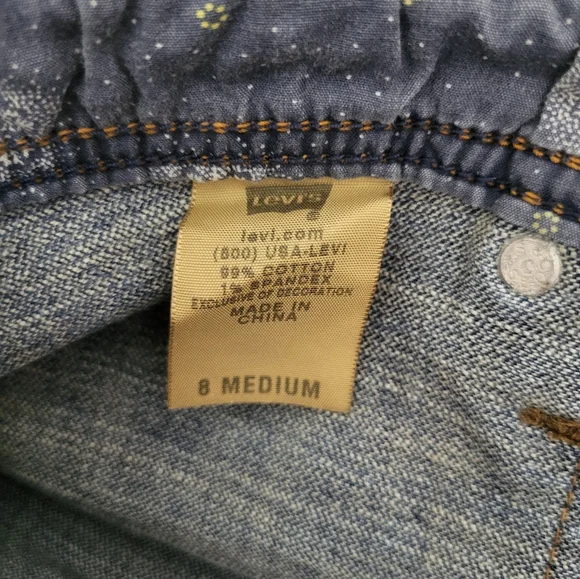 Levi's
levi.com
(800) USA-LEVI
99% COTTON
1% SPANDEX
EXCLUSIVE OF DECORATION
MADE IN
CHINA
8 MEDIUM